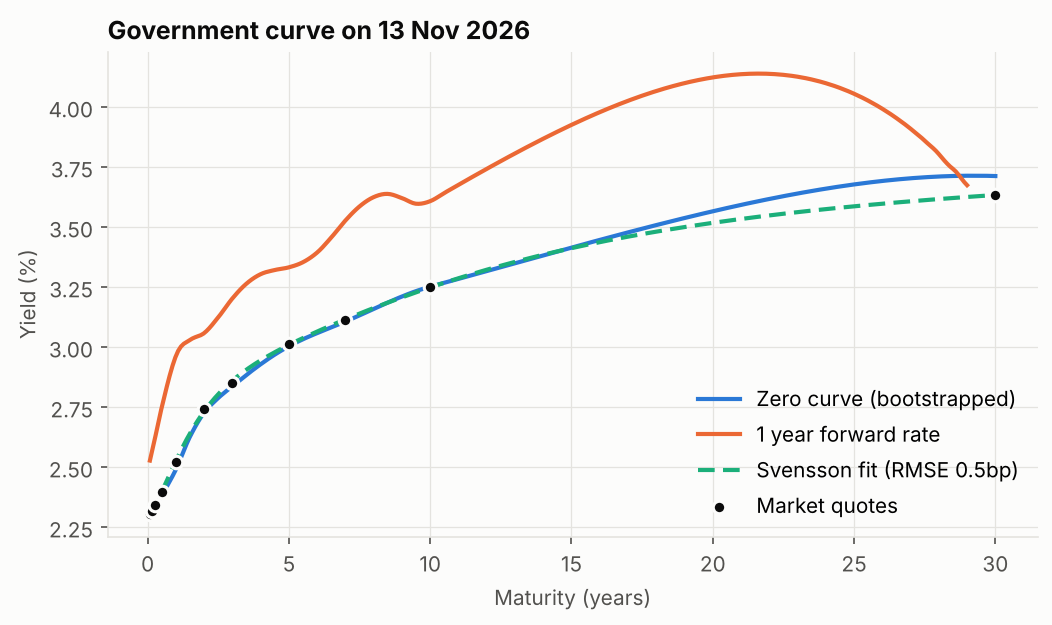 Government curve on 13 Nov 2026
Yield (%)
4.00
3.75
3.50
3.25
3.00
2.75
2.50
2.25
Zero curve (bootstrapped)
1 year forward rate
Svensson fit (RMSE 0.5bp)
Market quotes
0 5 10 15 20 25 30
Maturity (years)